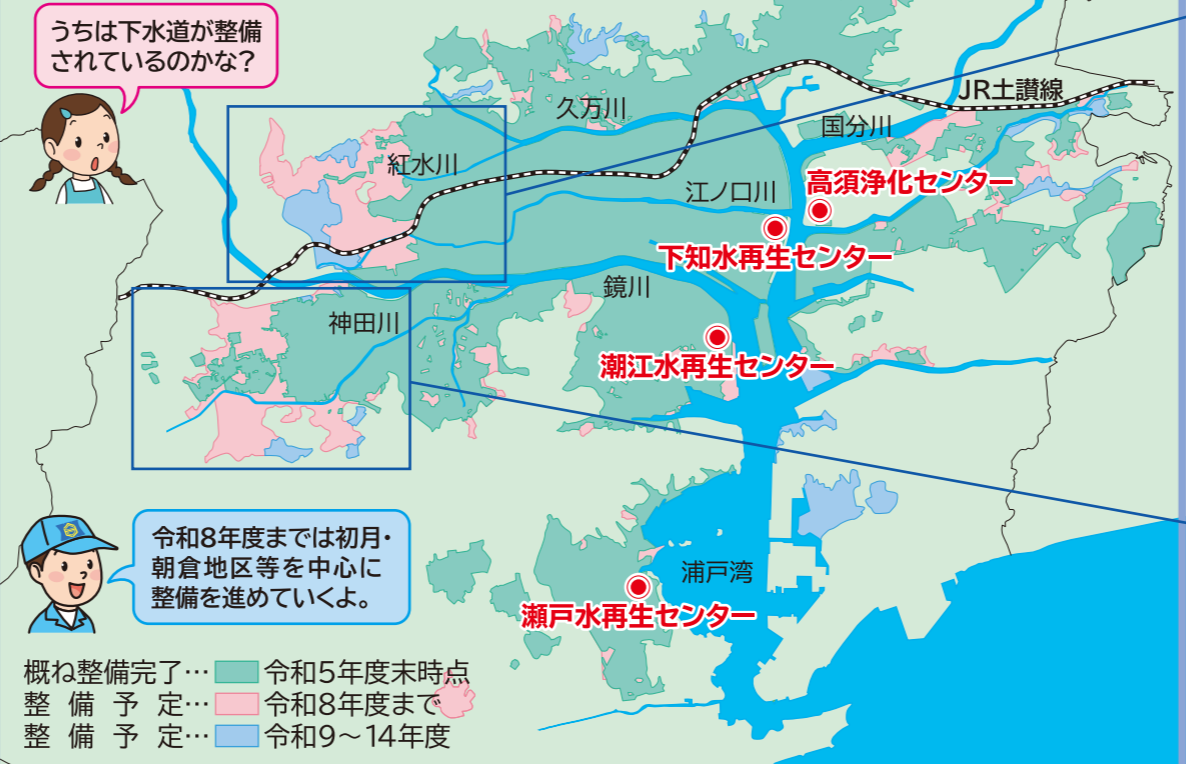 うちは下水道が整備
されているのかな?
久万川
JR土讃線
国分川
紅水川
江ノ口川
高須浄化センター
下知水再生センター
鏡川
神田川
潮江水再生センター
令和8年度までは初月・
朝倉地区等を中心に
整備を進めていくよ。
浦戸湾
瀬戸水再生センター
概ね整備完了…令和5年度末時点
整備予定…令和8年度まで
整備予定…令和9〜14年度